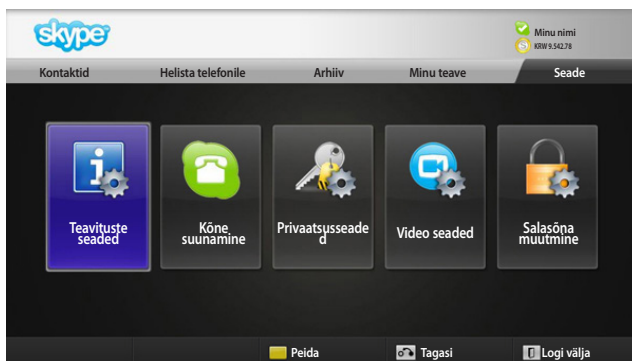 skype
Minu nimi
KRW 9.542.78
Kontaktid Helista telefonile Arhiiv Minu teave Seade
Teavituste
seaded
Kõne
suunamine
Privaatsusseade
d
Video seaded
Salasõna
muutmine
Peida Tagasi Logi välja